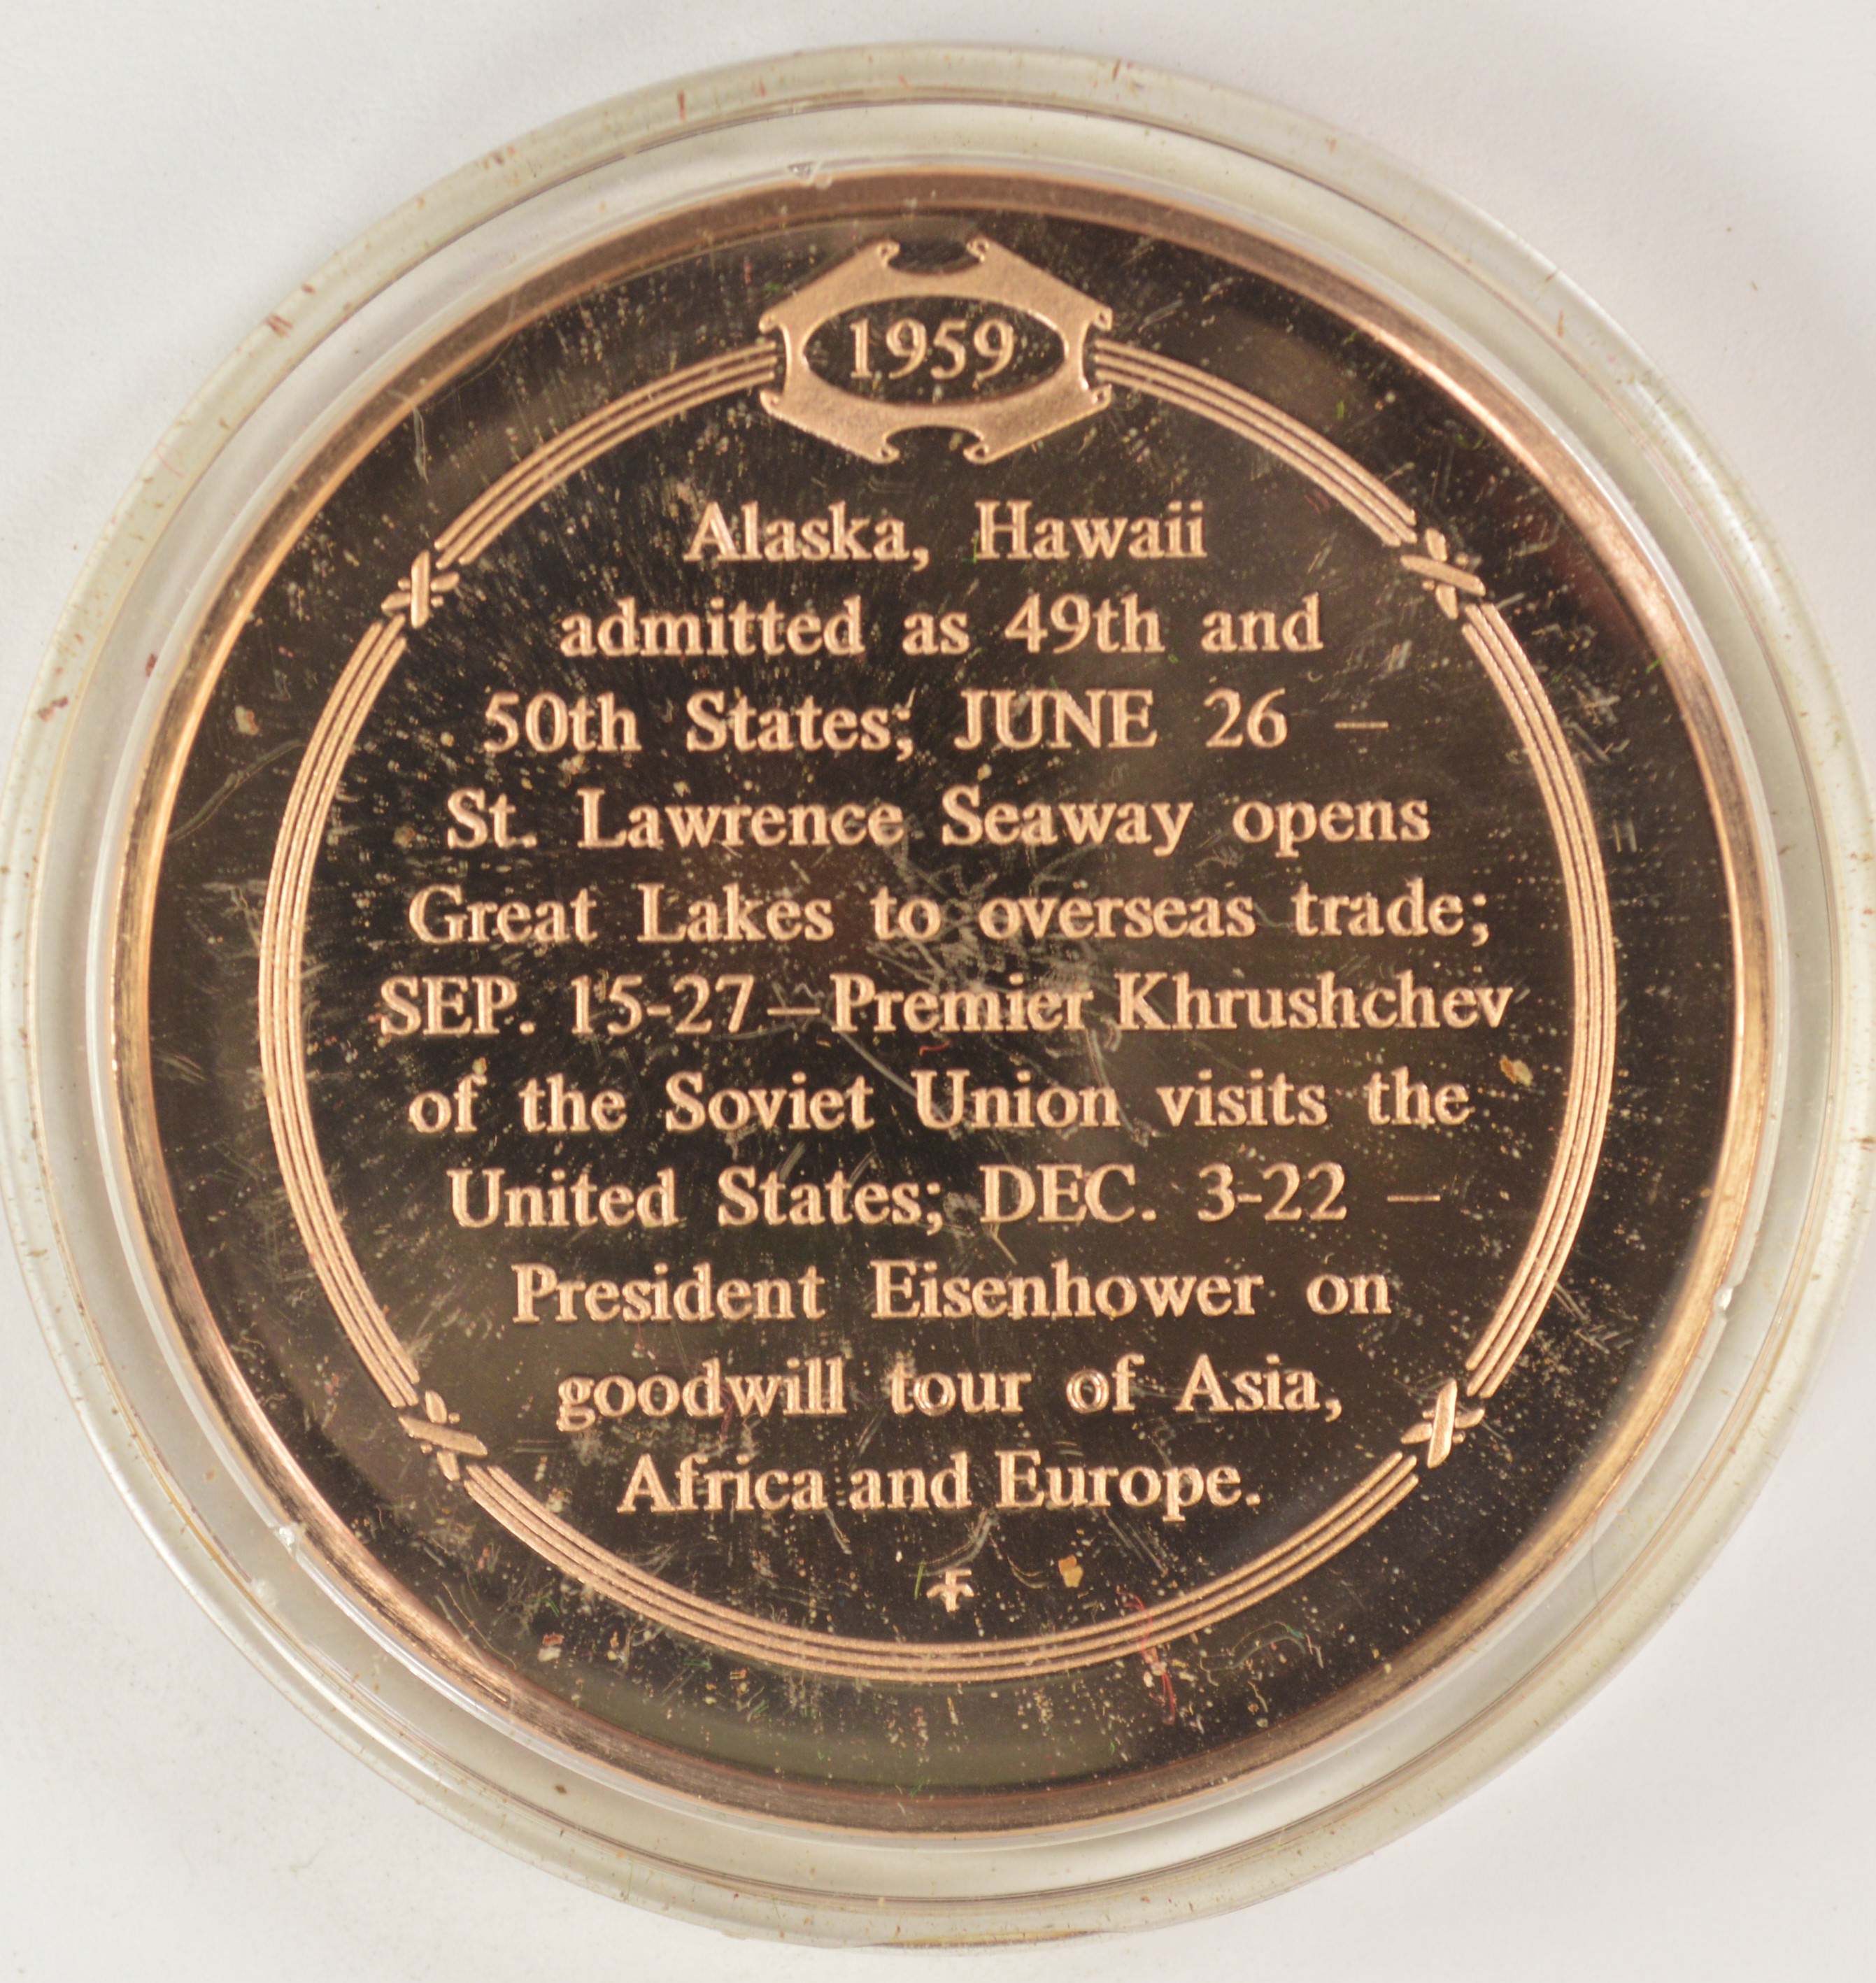 1959
Alaska, Hawaii
admitted as 49th and
50th States; JUNE 26 –
St. Lawrence Seaway opens
Great Lakes to overseas trade;
SEP. 15-27 – Premier Khrushchev
of the Soviet Union visits the
United States; DEC. 3-22 –
President Eisenhower on
goodwill tour of Asia,
Africa and Europe.